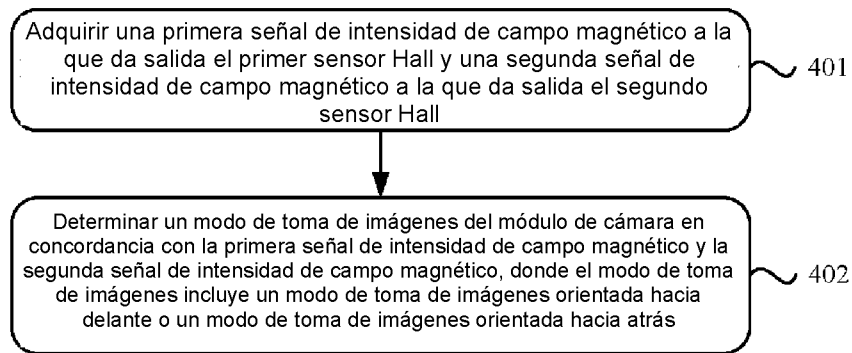 Adquirir una primera señal de intensidad de campo magnético a la
que da salida el primer sensor Hall y una segunda señal de
intensidad de campo magnético a la que da salida el segundo
sensor Hall
401
Determinar un modo de toma de imágenes del módulo de cámara en
concordancia con la primera señal de intensidad de campo magnético y la
segunda señal de intensidad de campo magnético, donde el modo de toma
de imágenes incluye un modo de toma de imágenes orientada hacia
delante o un modo de toma de imágenes orientada hacia atrás
402